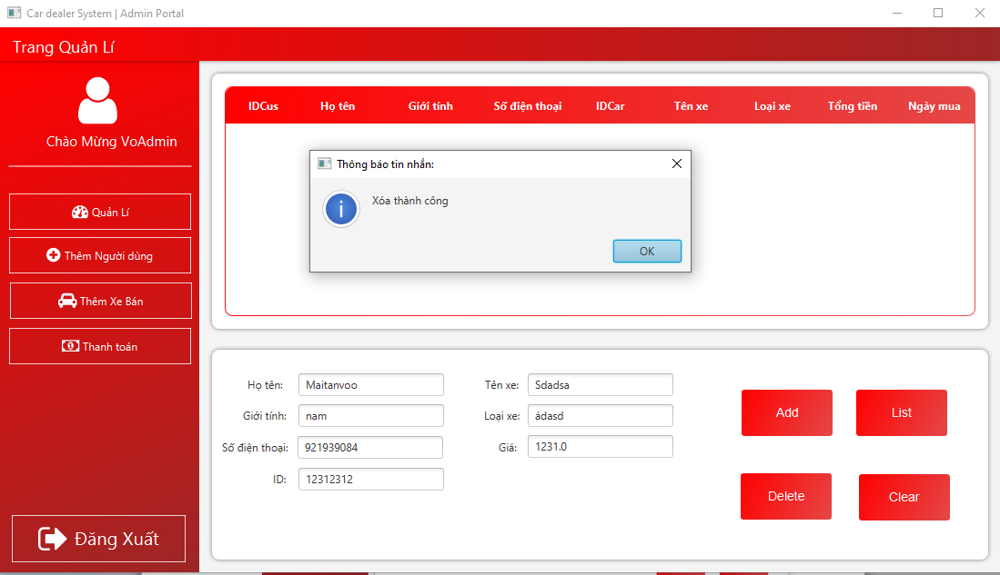 Car dealer System | Admin Portal
Trang Quản Lí
Chào Mừng VoAdmin
Quản Lí
Thêm Người dùng
Thêm Xe Bán
Thanh toán
Đăng Xuất
IDCus Họ tên Giới tính Số điện thoại IDCar Tên xe Loại xe Tổng tiền Ngày mua
Thông báo tin nhắn:
Xóa thành công
OK
Họ tên: Maitanvoo Tên xe: Sdadsa
Giới tính: nam Loại xe: ádasd
Số điện thoại: 921939084 Giá: 1231.0
ID: 12312312
Add List
Delete Clear